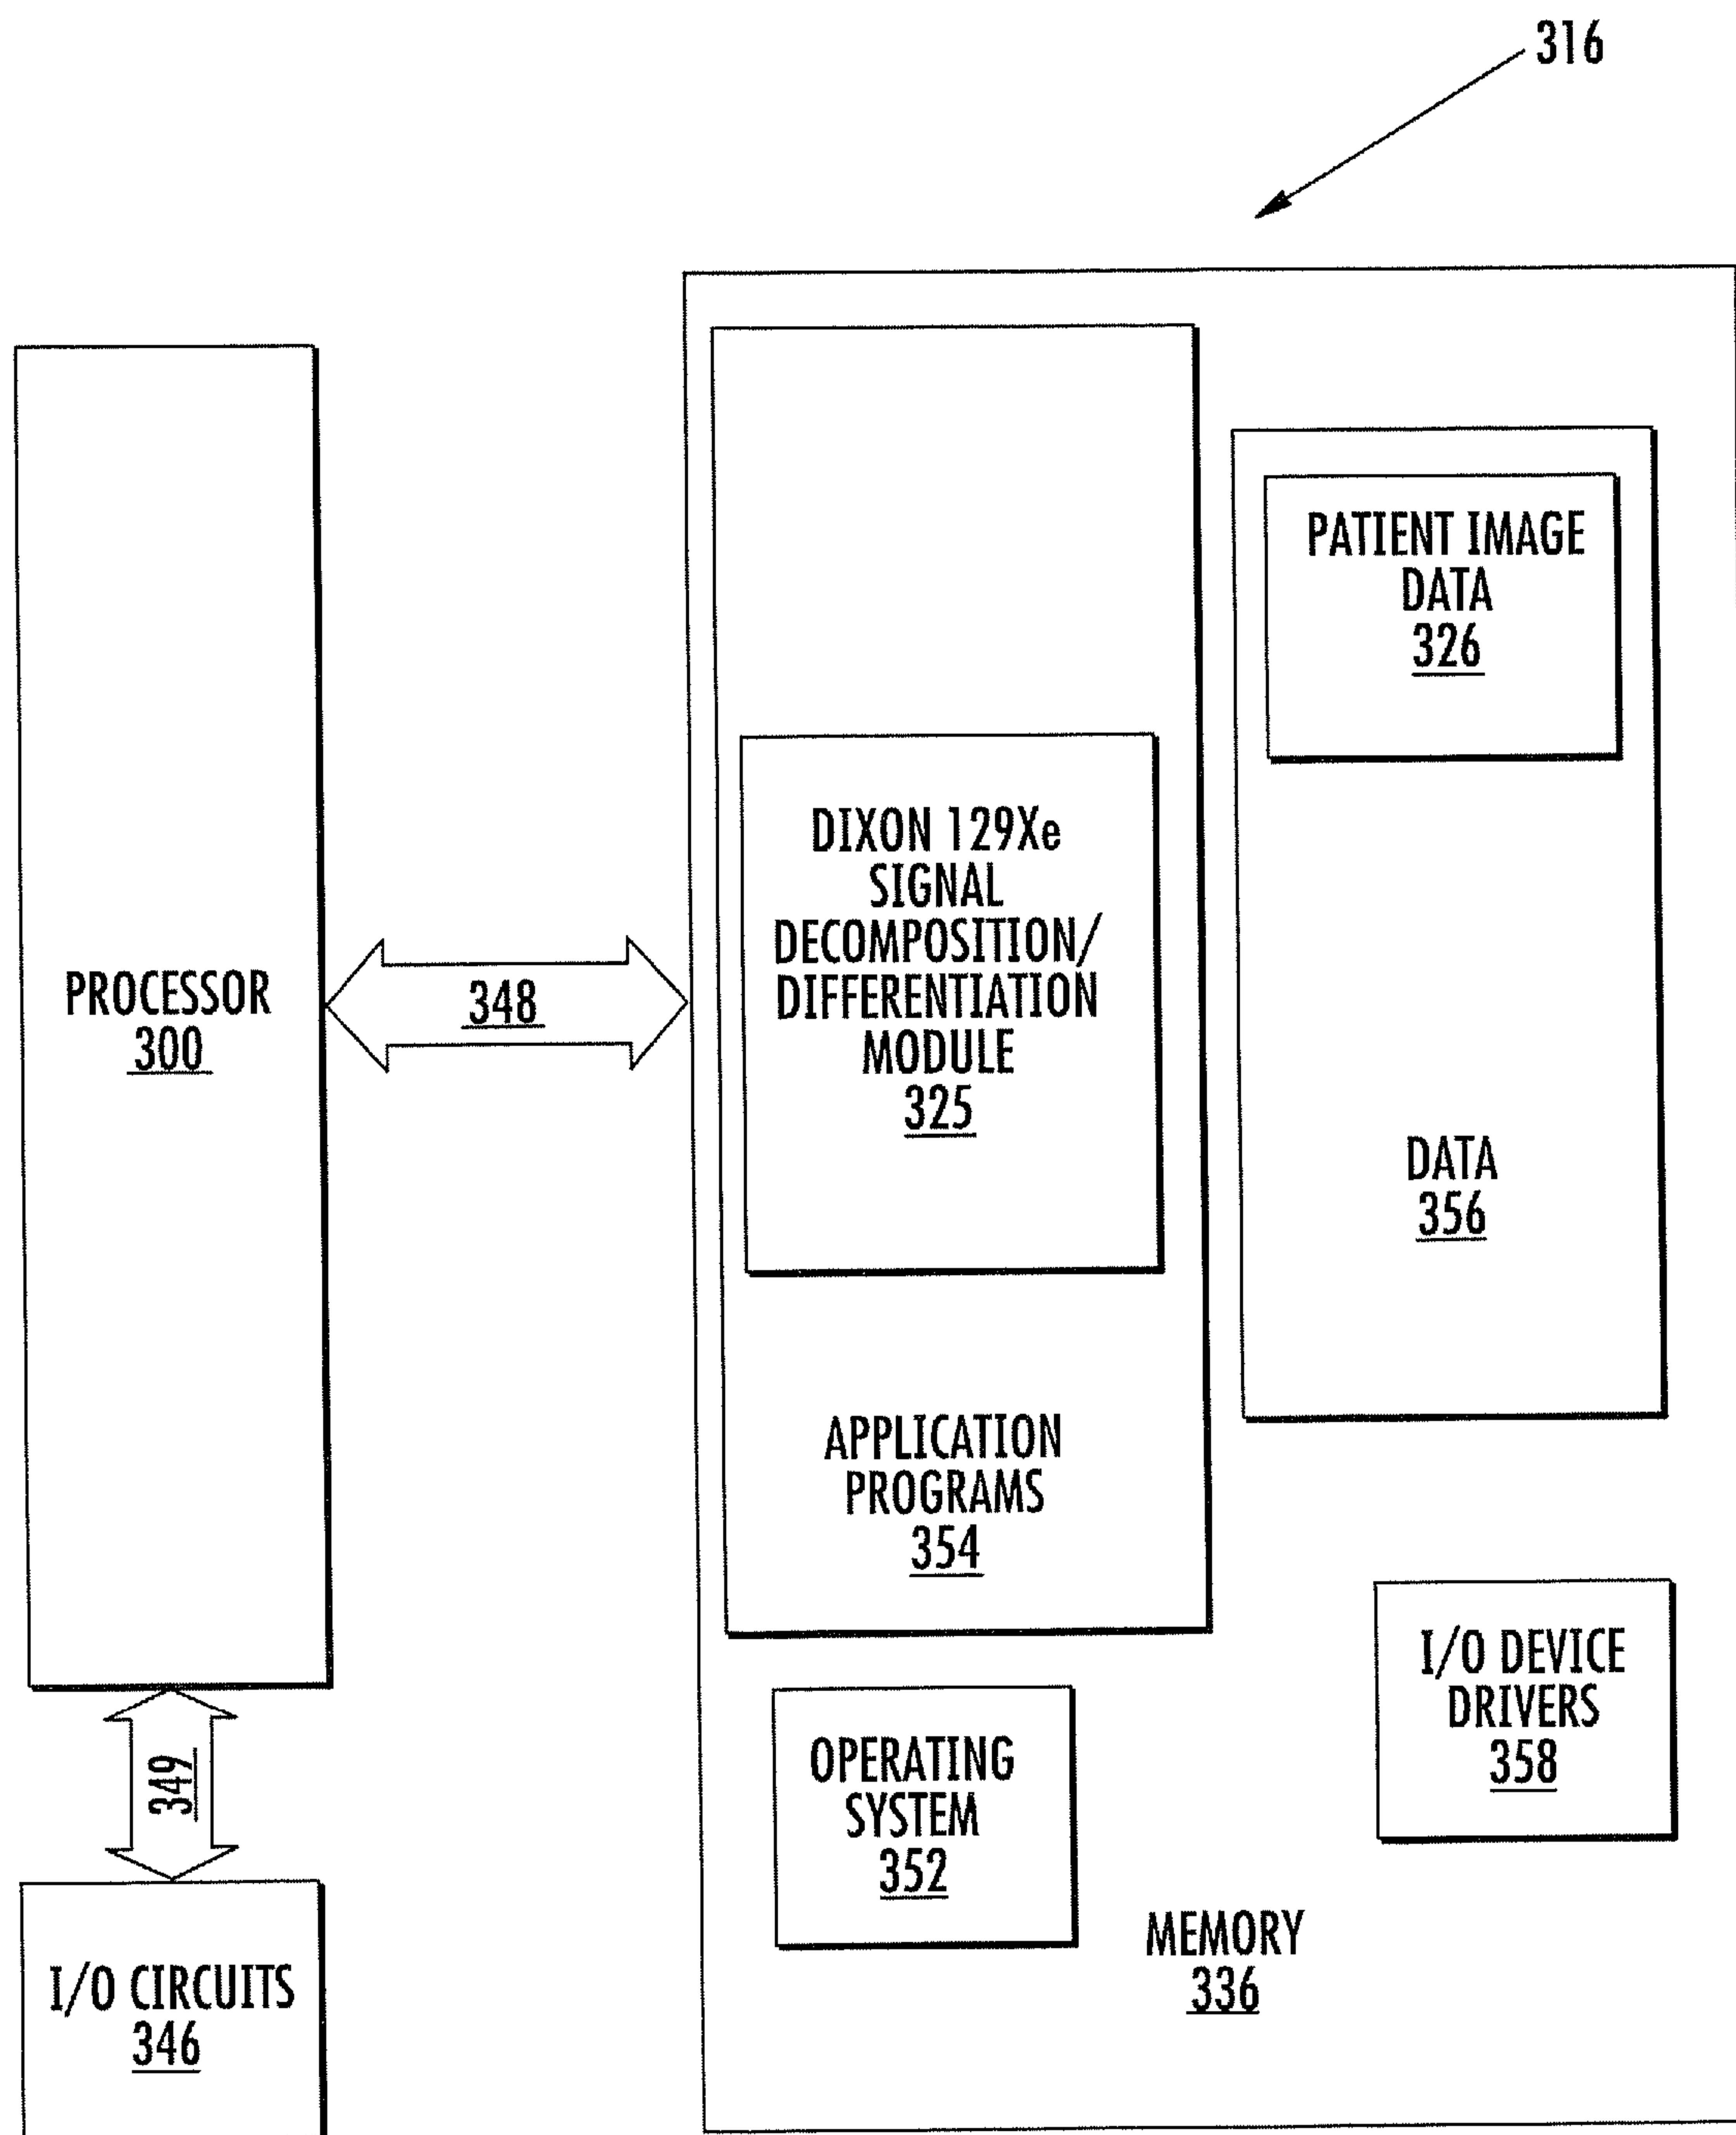 316
PROCESSOR
300
348
349
I/O CIRCUITS
346
DIXON 129Xe
SIGNAL
DECOMPOSITION/
DIFFERENTIATION
MODULE
325
APPLICATION
PROGRAMS
354
PATIENT IMAGE
DATA
326
DATA
356
OPERATING
SYSTEM
352
I/O DEVICE
DRIVERS
358
MEMORY
336